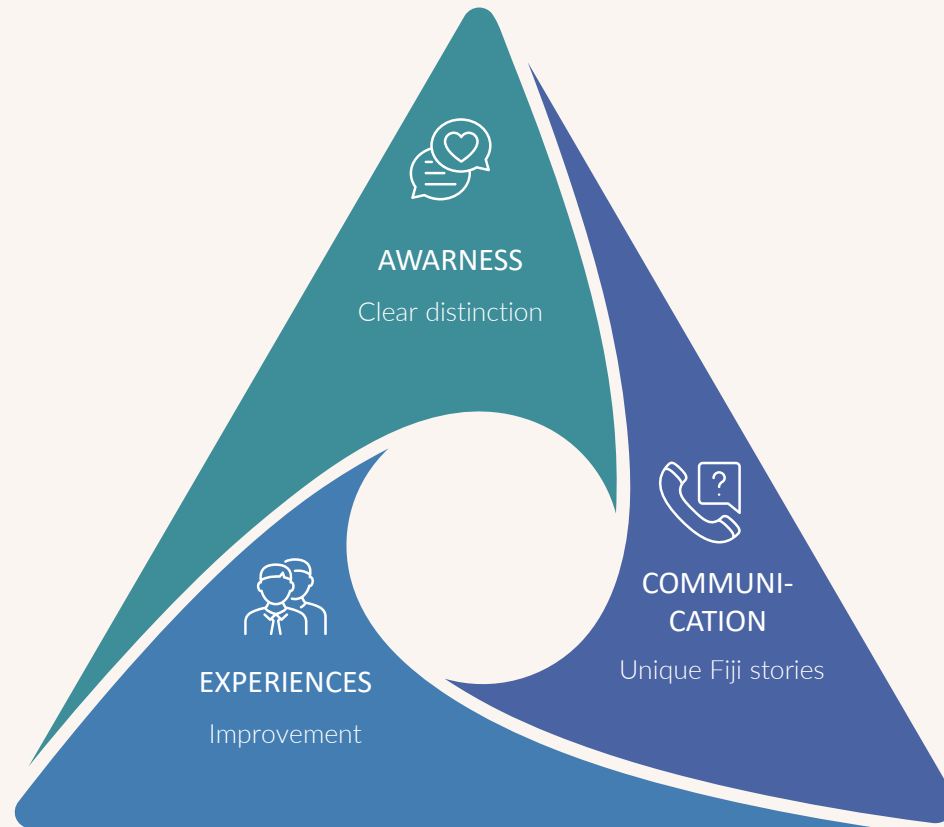 AWARNESS
Clear distinction
?
COMMUNI-
CATION
Unique Fiji stories
EXPERIENCES
Improvement